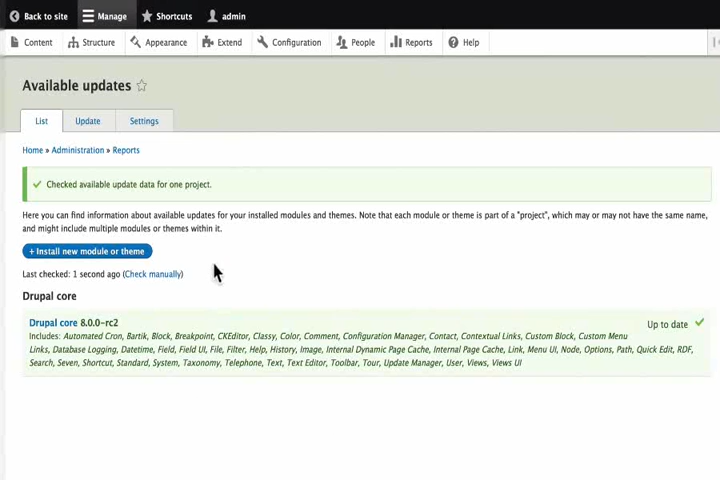 Back to site Manage Shortcuts admin
Content Structure Appearance Extend Configuration People Reports Help
Available updates
List Update Settings
Home » Administration » Reports
Checked available update data for one project.
Here you can find information about available updates for your installed modules and themes. Note that each module or theme is part of a "project", which may or may not have the same name,
and might include multiple modules or themes within it.
+ Install new module or theme
Last checked: 1 second ago (Check manually)
Drupal core
Drupal core 8.0.0-rc2 Up to date
Includes: Automated Cron, Bartik, Block, Breakpoint, CKEditor, Classy, Color, Comment, Configuration Manager, Contact, Contextual Links, Custom Block, Custom Menu
Links, Database Logging, Datetime, Field, Field UI, File, Filter, Help, History, Image, Internal Dynamic Page Cache, Internal Page Cache, Link, Menu UI, Node, Options, Path, Quick Edit, RDF,
Search, Seven, Shortcut, Standard, System, Taxonomy, Telephone, Text, Text Editor, Toolbar, Tour, Update Manager, User, Views, Views UI